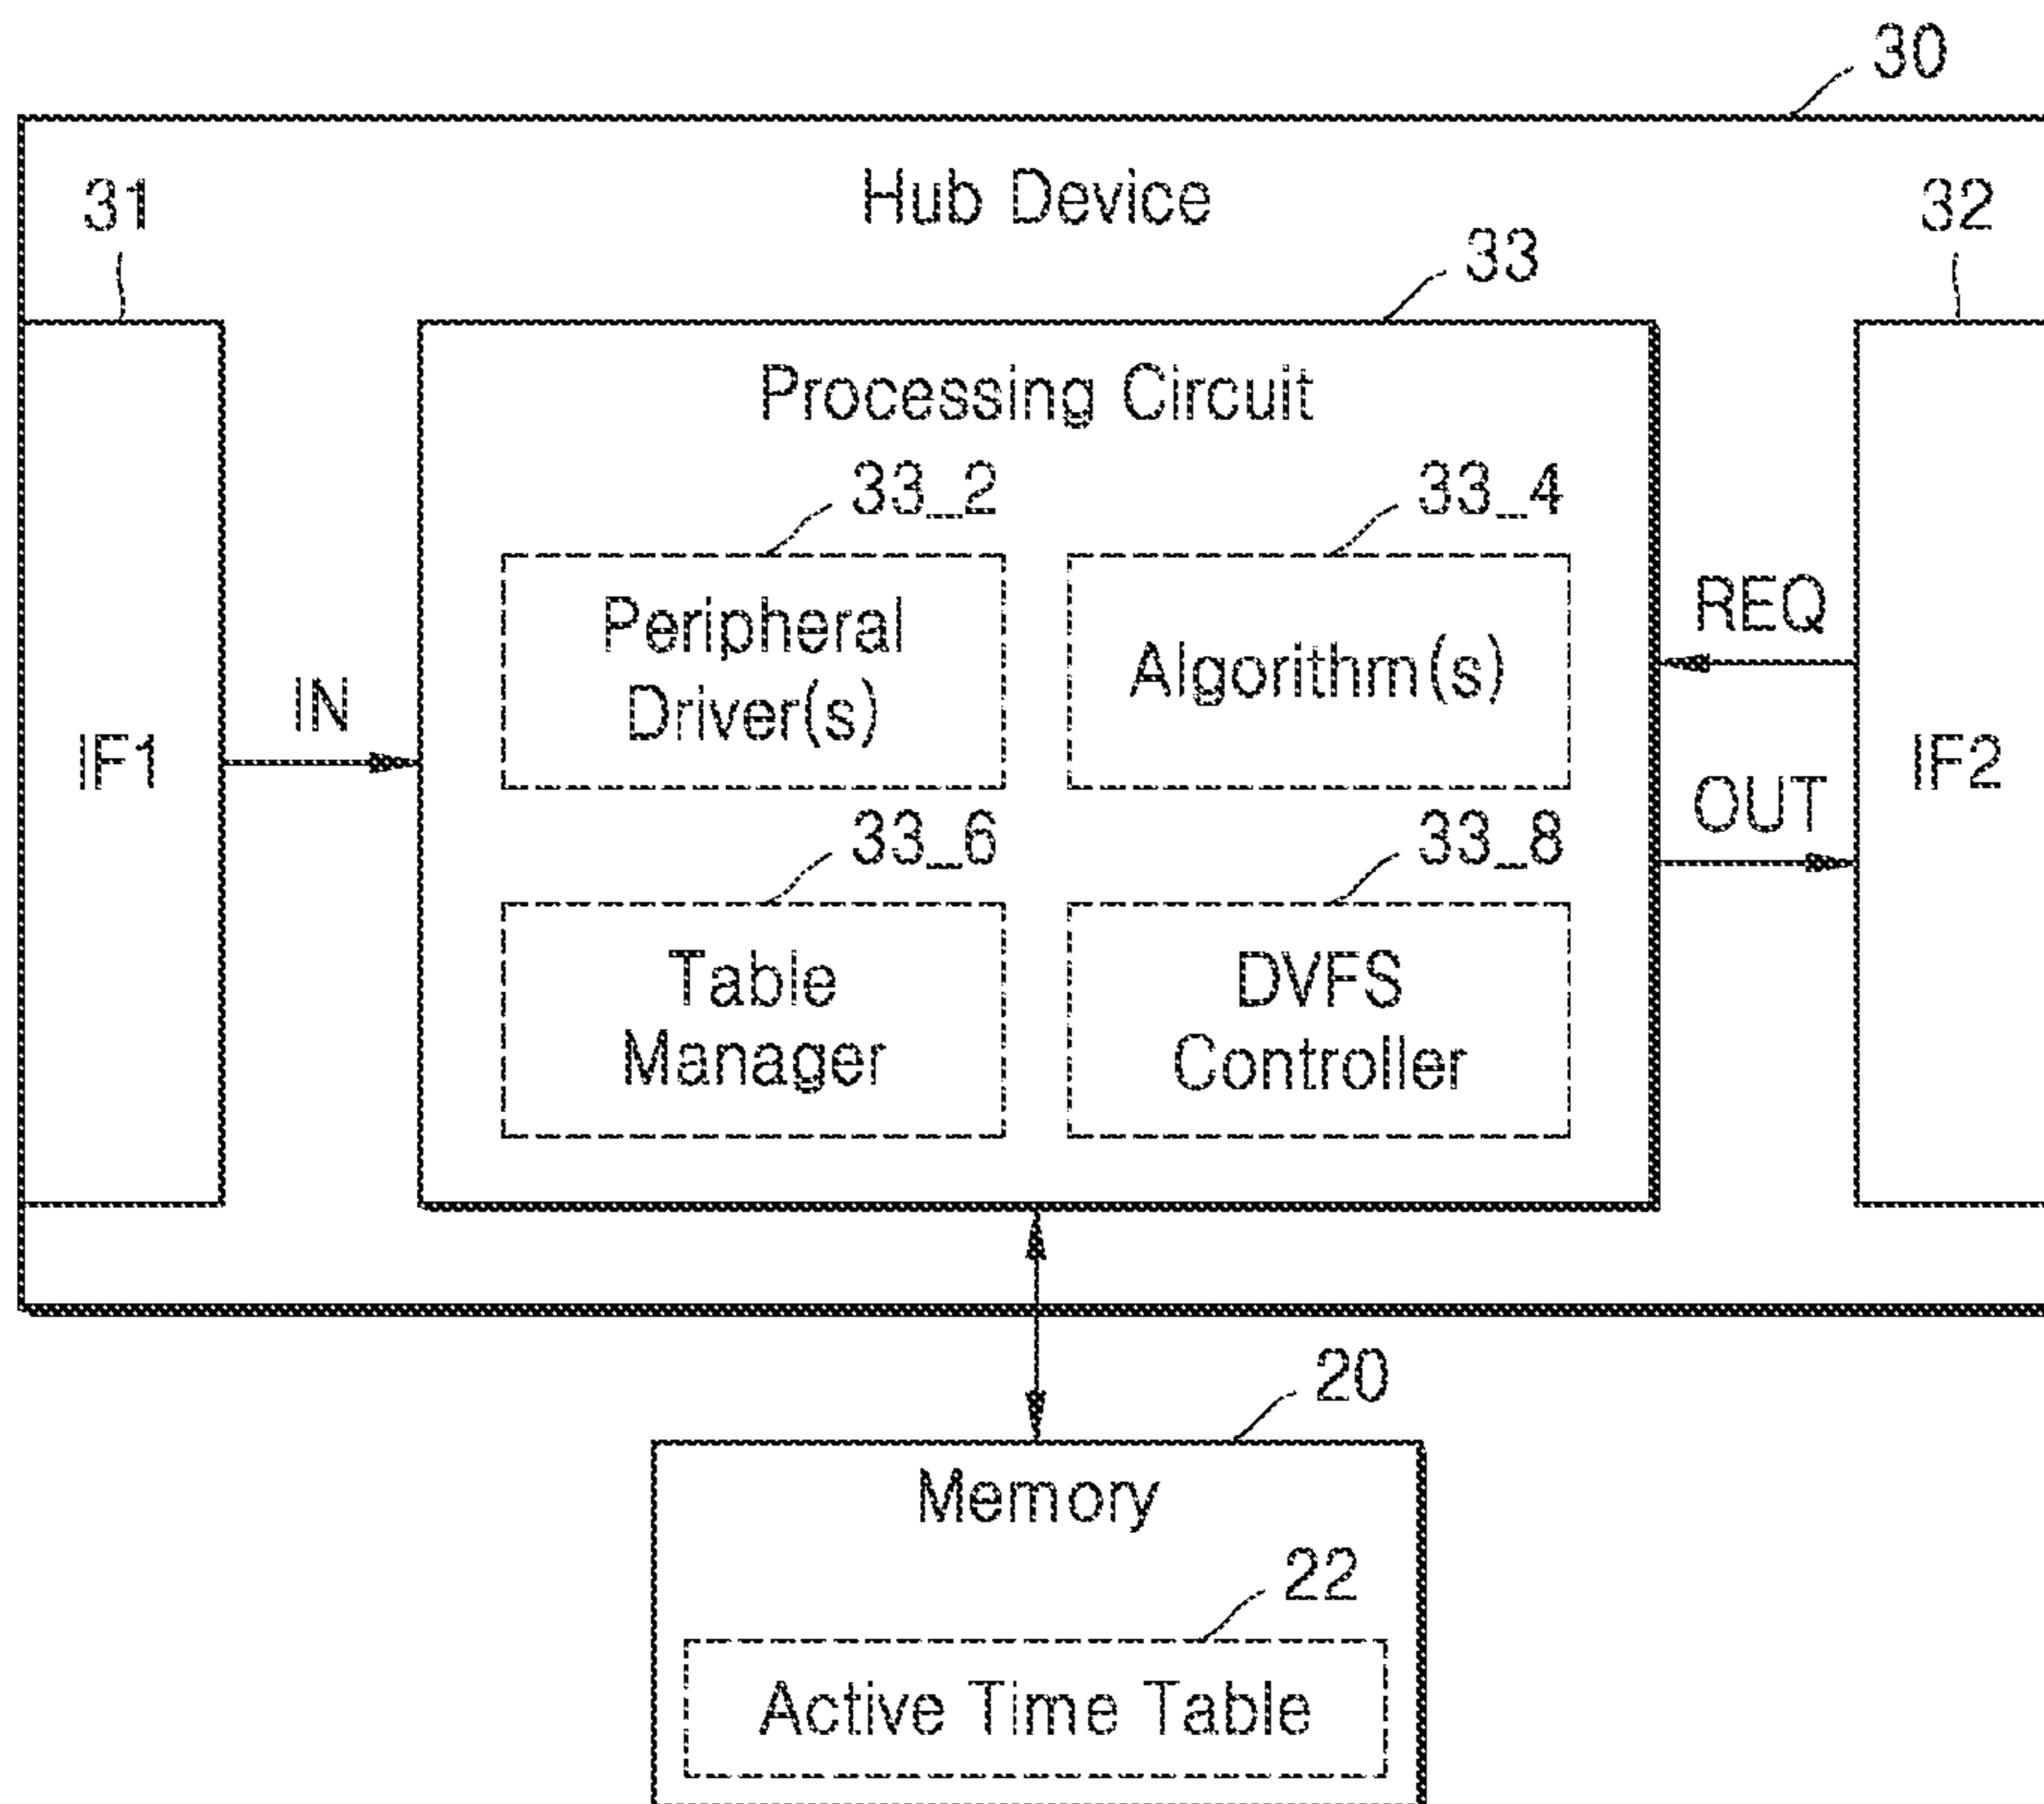 30
Hub Device
31
32
33
Processing Circuit
33_2
33_4
Peripheral
Driver(s)
Algorithm(s)
REQ
IN
IF1
IF2
OUT
33_6
33_8
Table
Manager
DVFS
Controller
20
Memory
22
Active Time Table